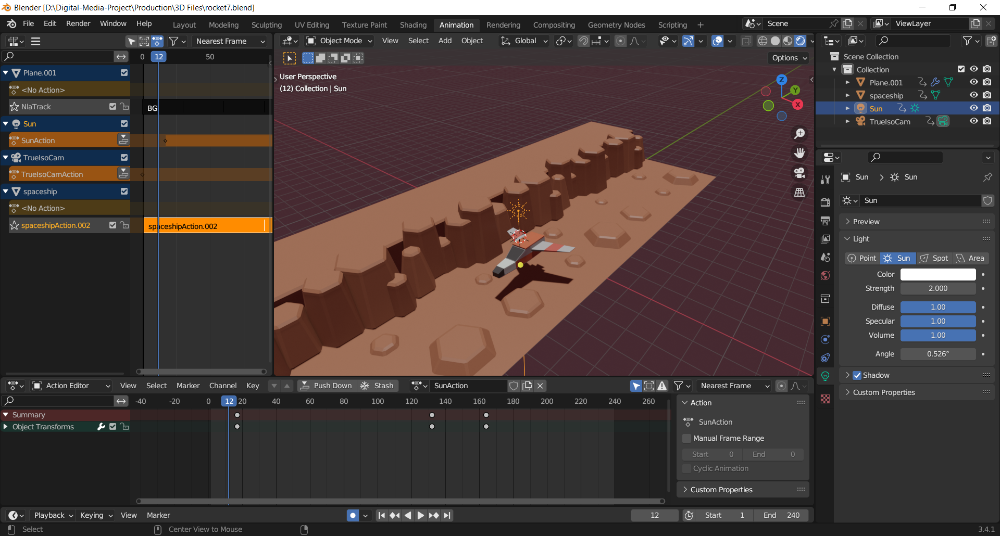 Blender [D:\Digital-Media-Project\Production\3D Files\rocket7.blend]
File Edit Render Window Help Layout Modeling Sculpting UV Editing Texture Paint Shading Animation Rendering Compositing Geometry Nodes Scripting + Scene ViewLayer
Nearest Frame
0 12 50
Plane.001
<No Action>
NlaTrack
BG
Sun
SunAction
TrueIsoCam
TrueIsoCamAction
spaceship
<No Action>
spaceshipAction.002
spaceshipAction.002
Object Mode View Select Add Object Global
Options
User Perspective
(12) Collection | Sun
Z
Y
X
Scene Collection
Collection
Plane.001
spaceship
Sun
TrueIsoCam
Sun Sun
Sun
Preview
Light
Point Sun Spot Area
Color
Strength 2.000
Diffuse 1.00
Specular 1.00
Volume 1.00
Angle 0.526°
Shadow
Custom Properties
Action Editor View Select Marker Channel Key Push Down Stash SunAction Nearest Frame
-40 -20 0 12 20 40 60 80 100 120 140 160 180 200 220 240 260
Summary
Object Transforms
Action
SunAction
Manual Frame Range
Start 0 End 0
Cyclic Animation
Custom Properties
Playback Keying View Marker 12 Start 1 End 240
Select Center View to Mouse 3.4.1